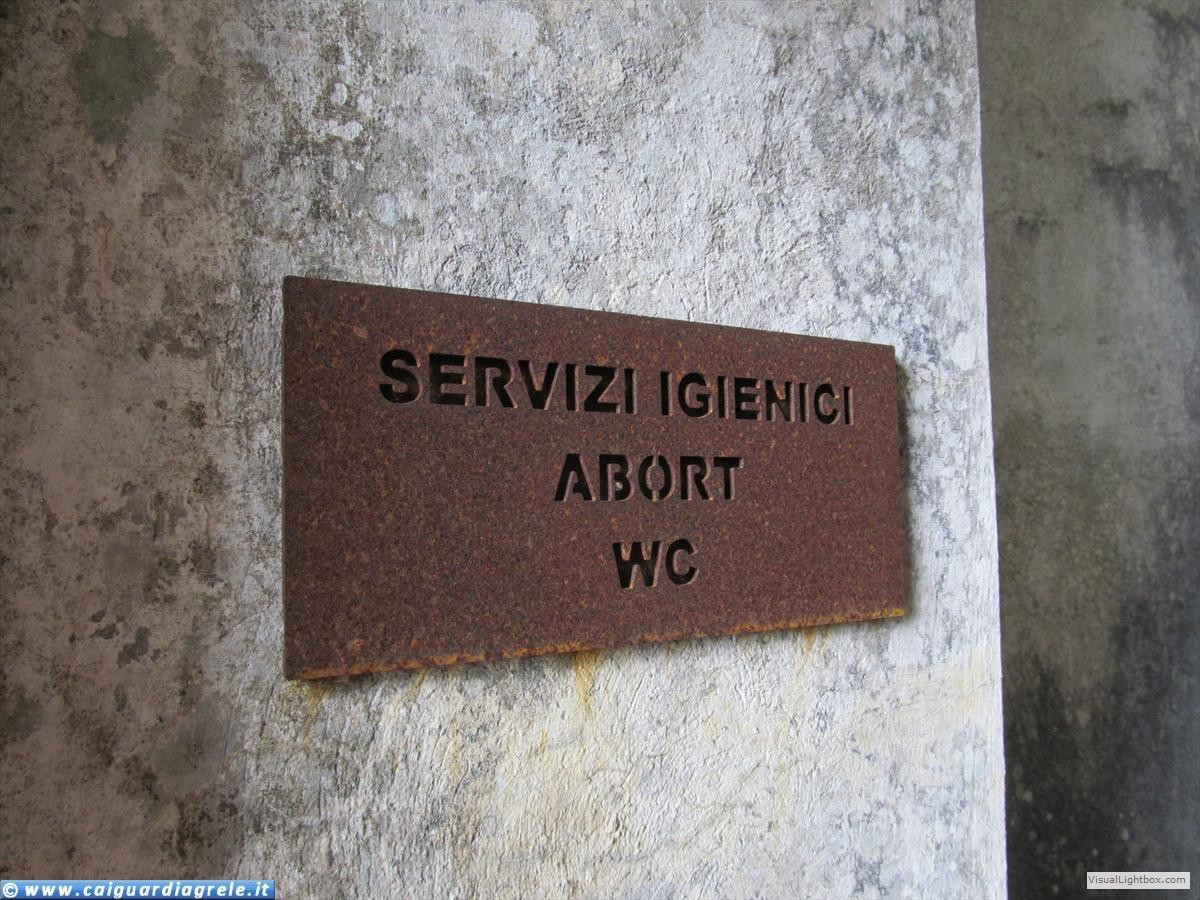 SERVIZI IGIENICI
ABORT
WC
© www.caiguardiagrele.it
VisualLightbox.com